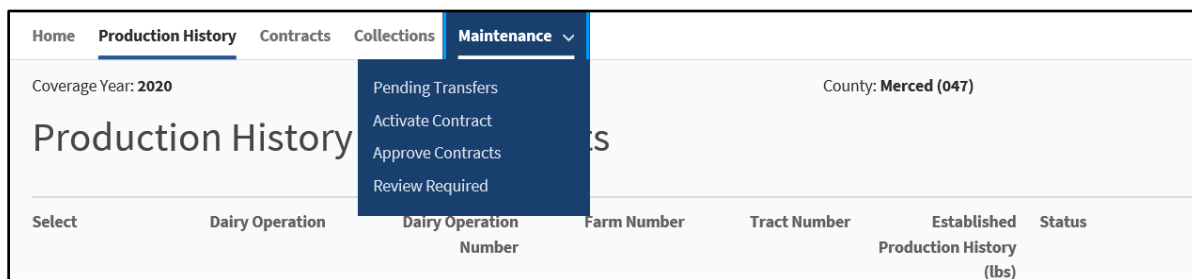 Home Production History Contracts Collections Maintenance
Pending Transfers
Activate Contract
Approve Contracts
Review Required
Coverage Year: 2020 County: Merced (047)
Production History
Select Dairy Operation Dairy Operation Number Farm Number Tract Number Established Production History (lbs) Status